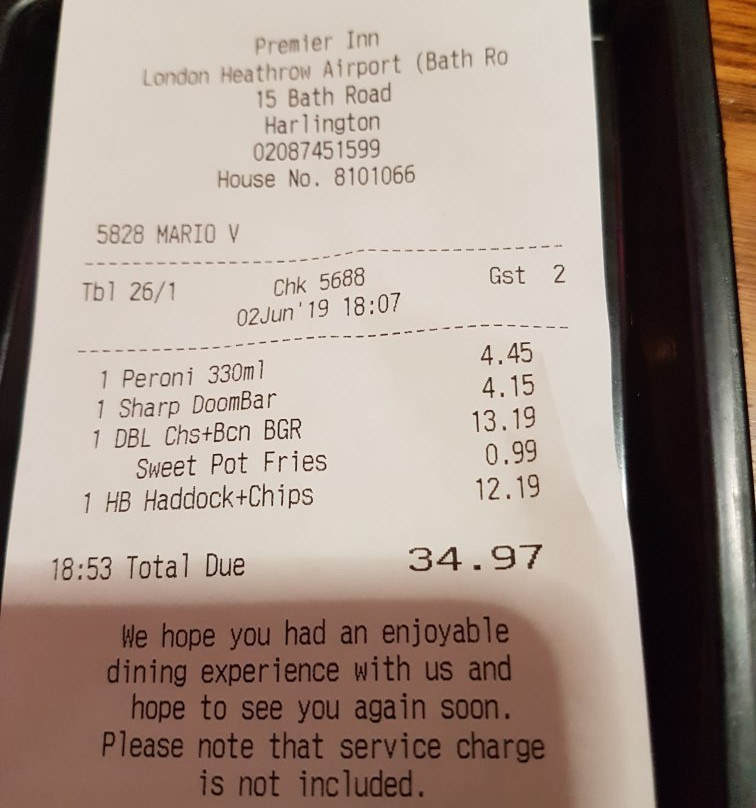 Premier Inn
London Heathrow Airport (Bath Ro
15 Bath Road
Harlington
02087451599
House No. 8101066
5828 MARIO V
Tbl 26/1 Chk 5688 Gst 2
02Jun'19 18:07
1 Peroni 330ml 4.45
1 Sharp DoomBar 4.15
1 DBL Chs+Bcn BGR 13.19
Sweet Pot Fries 0.99
1 HB Haddock+Chips 12.19
18:53 Total Due 34.97
We hope you had an enjoyable
dining experience with us and
hope to see you again soon.
Please note that service charge
is not included.